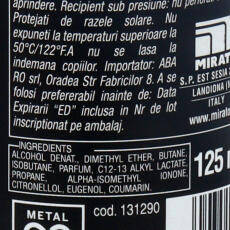 aprindere. Recipient sub presiune: nu perfora
Protejati de razele solare. Nu
expuneti la temperaturi superioare la
50°C/122°F.A nu se lasa la
indemana copiilor. Importator: ABA
RO srl, Oradea Str Fabricilor 8. A se
folosi preferabil inainte de: Data
Expirarii "ED" inclusa in Nr de Lot
inscriptionat pe ambalaj.
MIRAT
S.P. EST SESIA
LANDIONA (
ITALY
www.mirato
INGREDIENTS
ALCOHOL DENAT., DIMETHYL ETHER, BUTANE,
ISOBUTANE, PARFUM, C12-13 ALKYL LACTATE,
PROPANE, ALPHA-ISOMETHYL IONONE,
CITRONELLOL, EUGENOL, COUMARIN.
125
METAL
cod. 131290